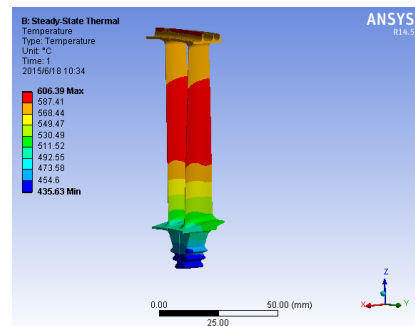 B: Steady-State Thermal
Temperature
Type: Temperature
Unit: °C
Time: 1
2015/6/18 10:34
606.39 Max
587.41
568.44
549.47
530.49
511.52
492.55
473.58
454.6
435.63 Min
ANSYS
R14.5
0.00
50.00 (mm)
25.00
Z
X
Y